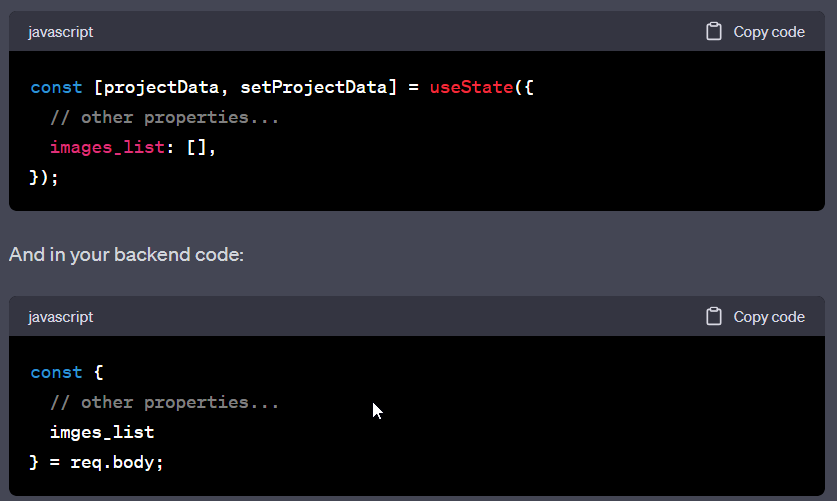 javascript Copy code
const [projectData, setProjectData] = useState({
// other properties...
images_list: [],
});
And in your backend code:
javascript Copy code
const {
// other properties...
imges_list
} = req.body;